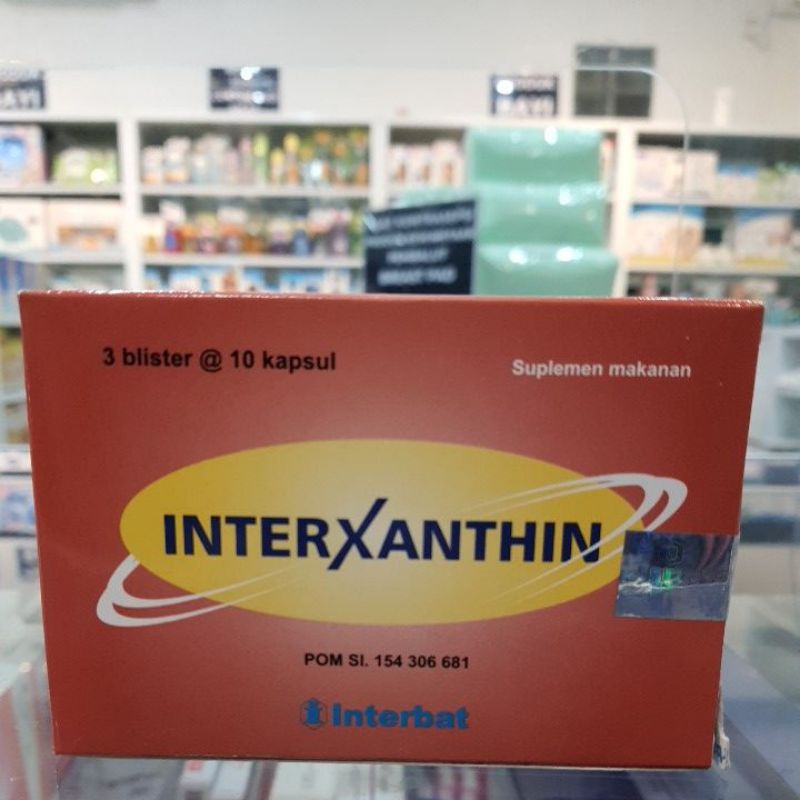 3 blister @ 10 kapsul
Suplemen makanan
INTERXANTHIN
POM SI. 154 306 681
Interbat